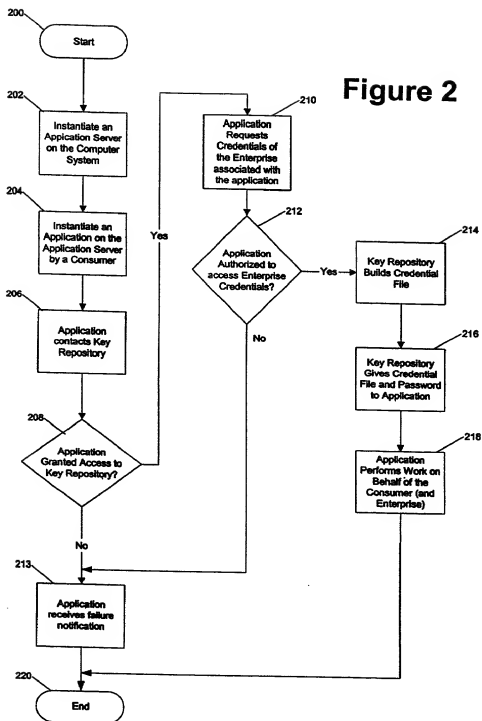 200
Start
Figure 2
202
Instantiate an
Application Server
on the Computer
System
204
Instantiate an
Application on the
Application Server
by a Consumer
206
Application
contacts Key
Repository
208
Application
Granted Access to
Key Repository?
Yes
No
210
Application
Requests
Credentials of
the Enterprise
associated with
the application
212
Application
Authorized to
access Enterprise
Credentials?
Yes
No
214
Key Repository
Builds Credential
File
216
Key Repository
Gives Credential
File and Password
to Application
218
Application
Performs Work on
Behalf of the
Consumer (and
Enterprise)
213
Application
receives failure
notification
220
End